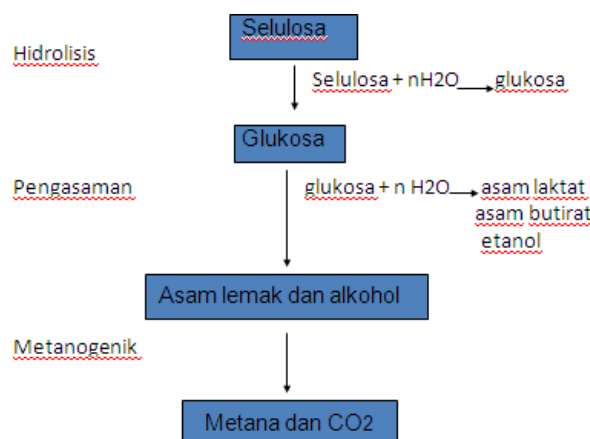 Selulosa
Hidrolisis
Selulosa + nH2O → glukosa
Glukosa
Pengasaman
glukosa + n H2O → asam laktat
asam butirat
etanol
Asam lemak dan alkohol
Metanogenik
Metana dan CO2